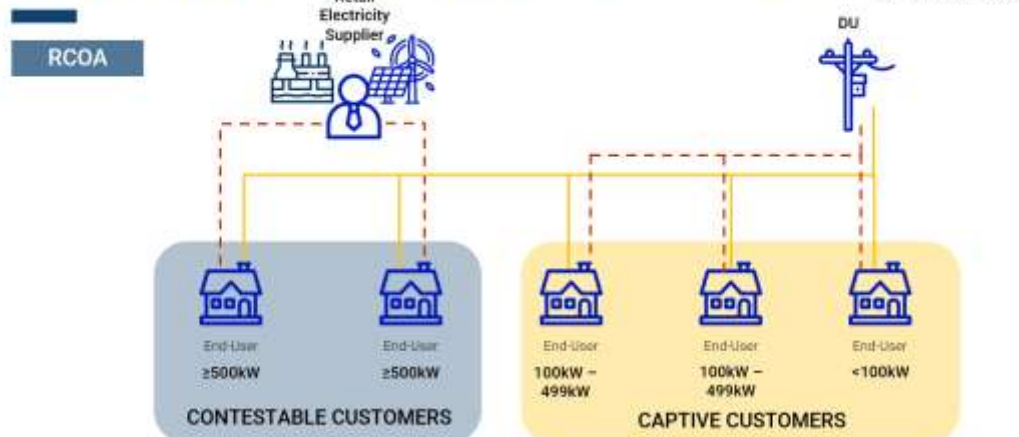 Electricity
Supplier
DU
RCOA
End-User
≥500kW
End-User
≥500kW
End-User
100kW –
499kW
End-User
100kW –
499kW
End-User
<100kW
CONTESTABLE CUSTOMERS
CAPTIVE CUSTOMERS